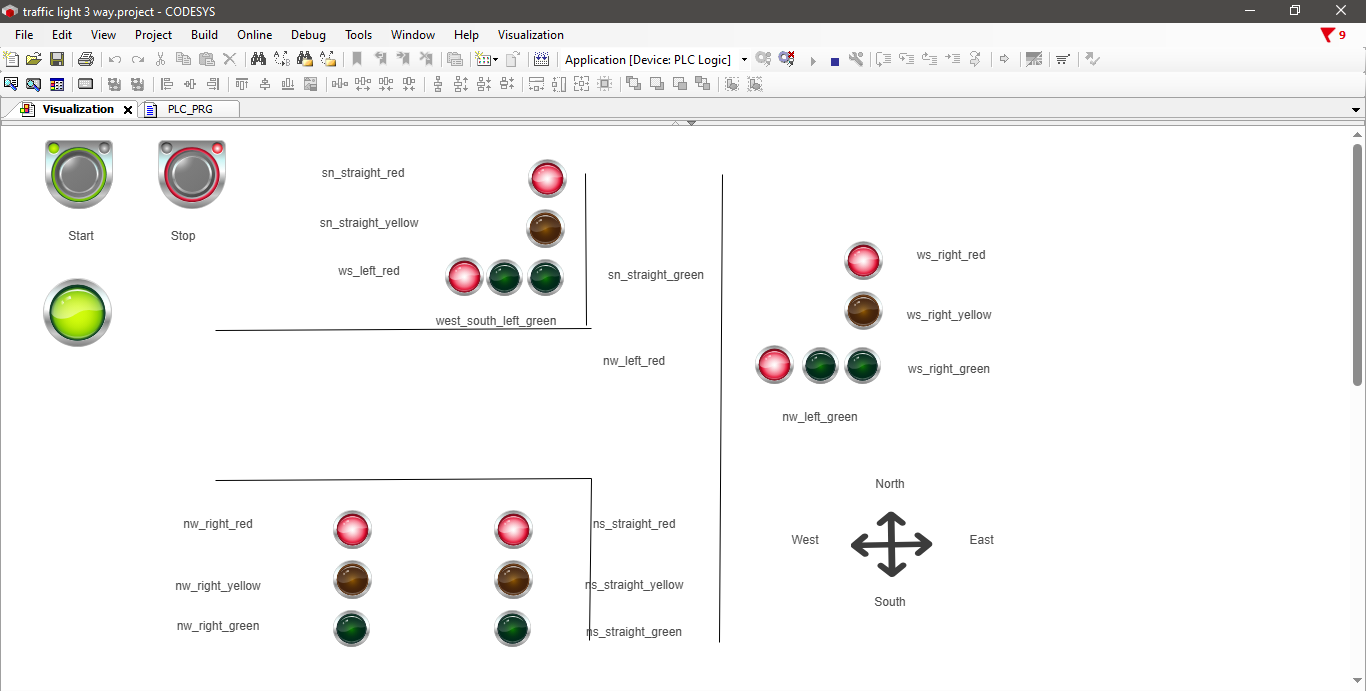 traffic light 3 way.project - CODESYS
File Edit View Project Build Online Debug Tools Window Help Visualization
9
Application [Device: PLC Logic]
Visualization PLC_PRG
sn_straight_red
sn_straight_yellow
Start Stop
ws_left_red
sn_straight_green
west_south_left_green
nw_left_red
ws_right_red
ws_right_yellow
ws_right_green
nw_left_green
North
West East
South
nw_right_red
ns_straight_red
nw_right_yellow
ns_straight_yellow
nw_right_green
ns_straight_green